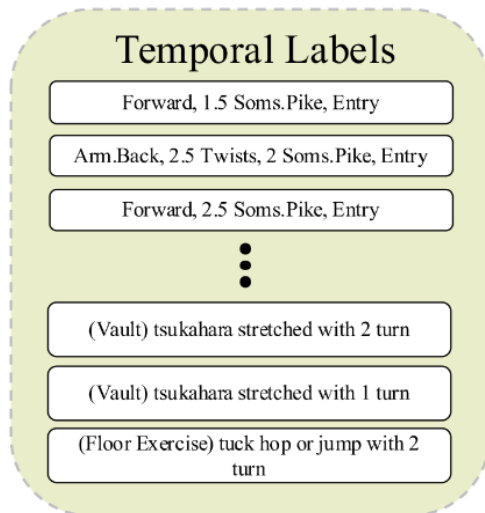 Temporal Labels
Forward, 1.5 Soms.Pike, Entry
Arm.Back, 2.5 Twists, 2 Soms.Pike, Entry
Forward, 2.5 Soms.Pike, Entry
(Vault) tsukahara stretched with 2 turn
(Vault) tsukahara stretched with 1 turn
(Floor Exercise) tuck hop or jump with 2
turn